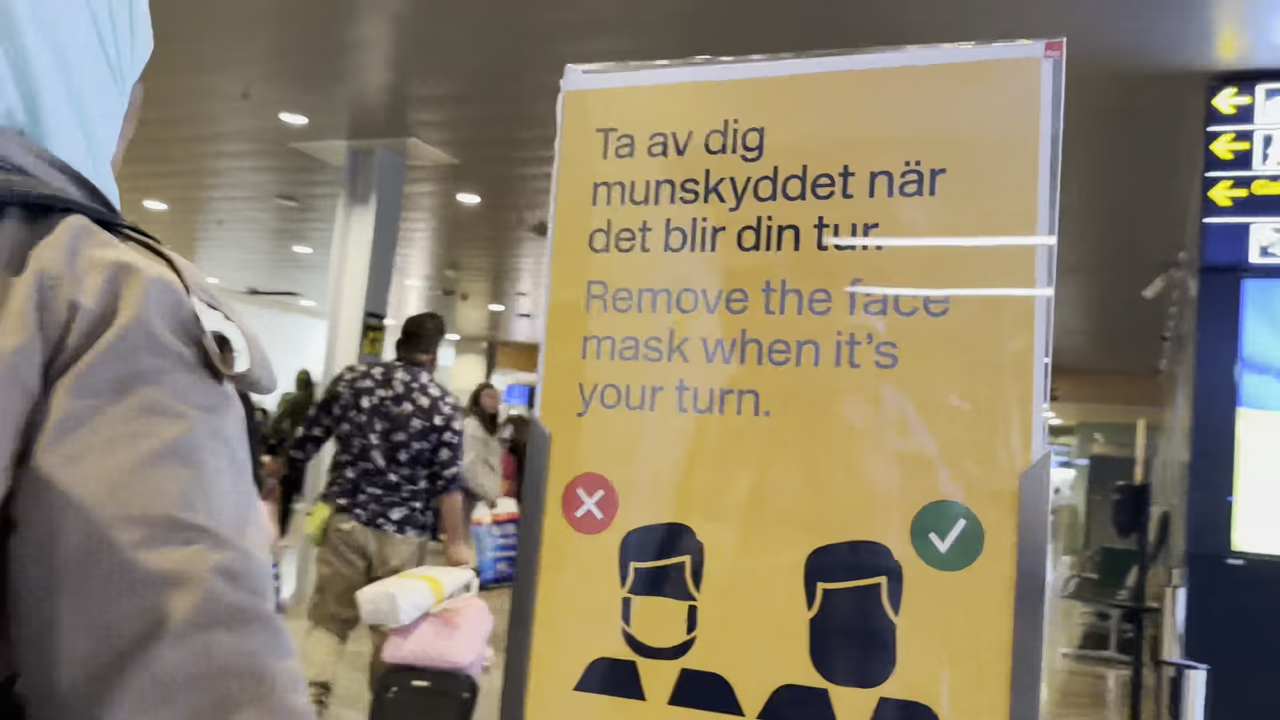 Ta av dig
munskyddet när
det blir din tur.
Remove the face
mask when it's
your turn.